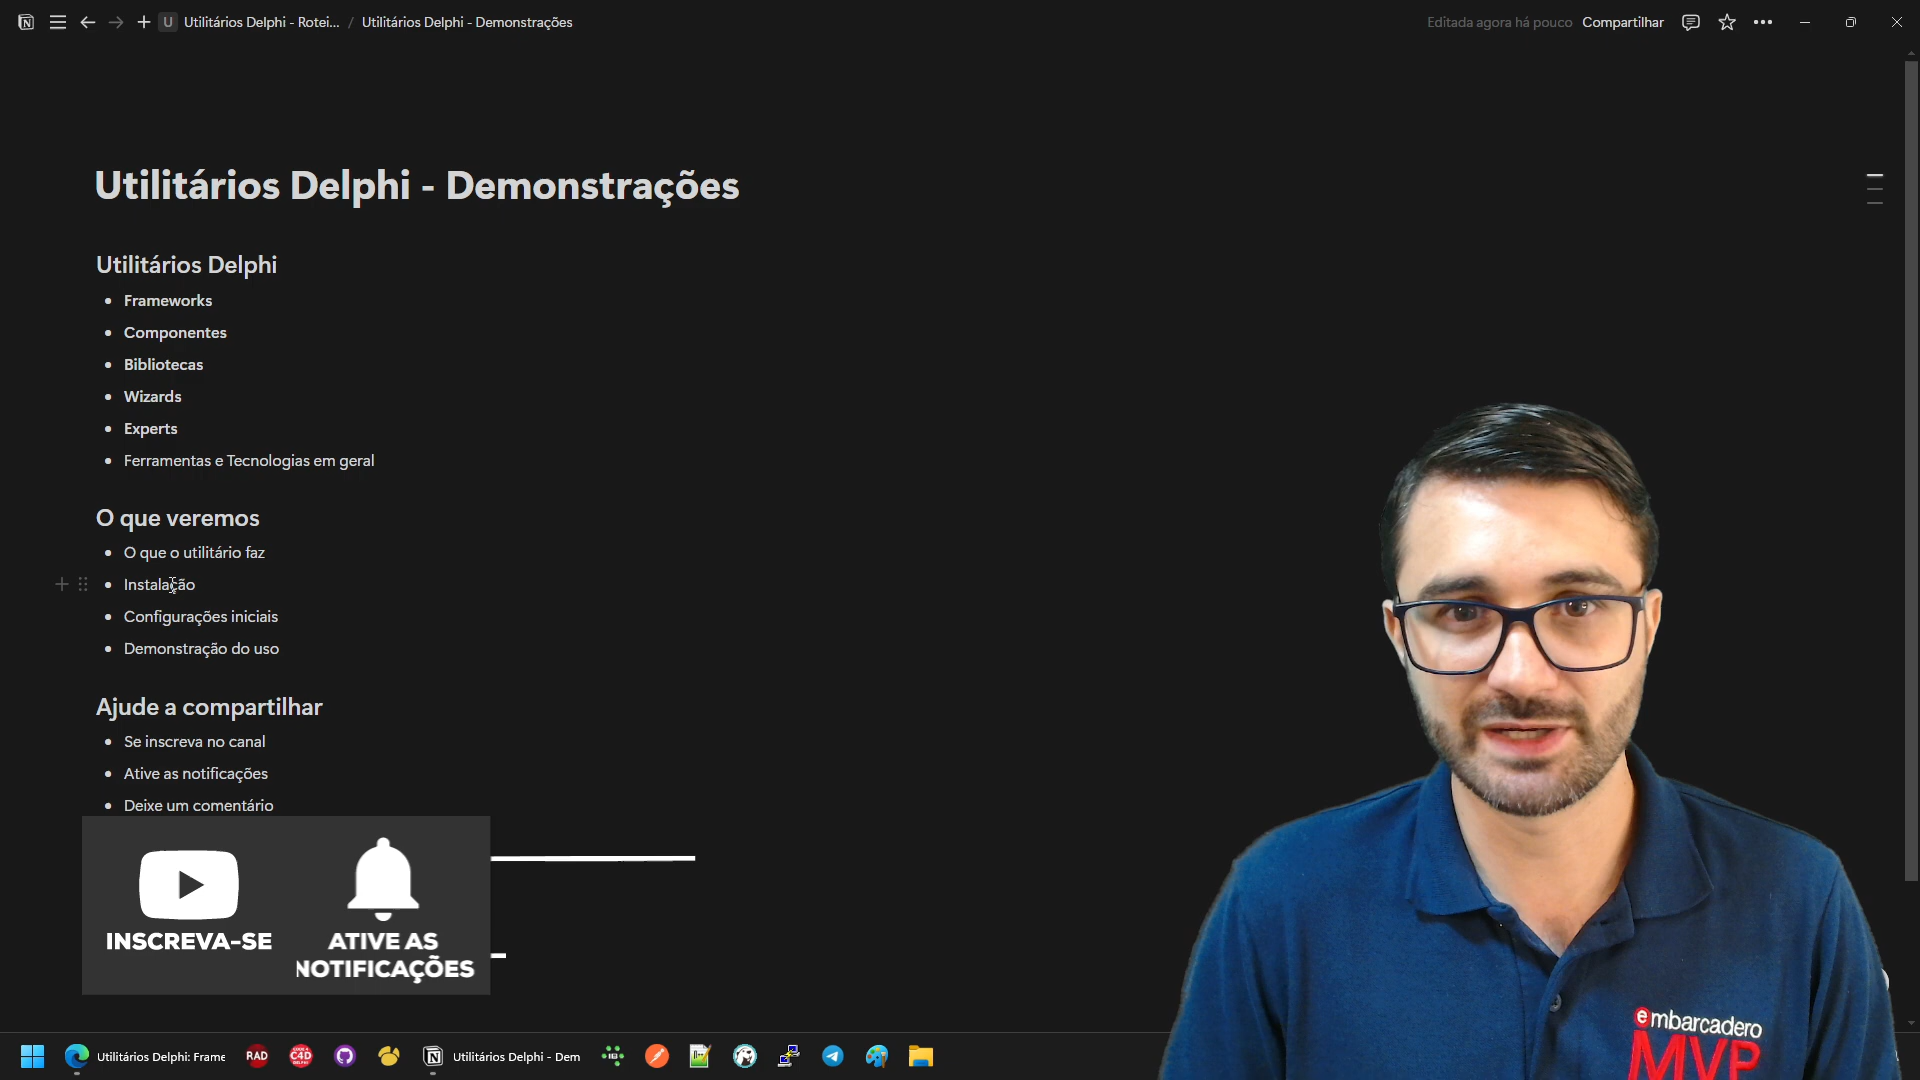 U Utilitários Delphi - Rotei... / Utilitários Delphi - Demonstrações
Editada agora há pouco Compartilhar
Utilitários Delphi - Demonstrações
Utilitários Delphi
Frameworks
Componentes
Bibliotecas
Wizards
Experts
Ferramentas e Tecnologias em geral
O que veremos
O que o utilitário faz
Instalação
Configurações iniciais
Demonstração do uso
Ajude a compartilhar
Se inscreva no canal
Ative as notificações
Deixe um comentário
INSCREVA-SE
ATIVE AS
NOTIFICAÇÕES
embarcadero
MVP
Utilitários Delphi: Frame RAD C4D Utilitários Delphi - Dem